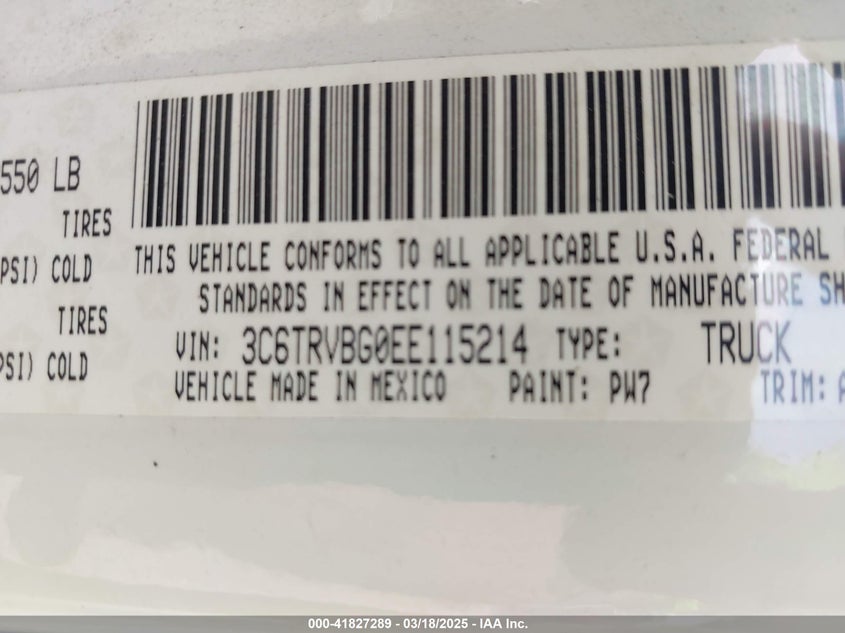 550 LB
TIRES
PSI) COLD
TIRES
PSI) COLD
THIS VEHICLE CONFORMS TO ALL APPLICABLE U.S.A. FEDERAL
STANDARDS IN EFFECT ON THE DATE OF MANUFACTURE SH
VIN: 3C6TRVBG0EE115214 TYPE: TRUCK
VEHICLE MADE IN MEXICO PAINT: PW7 TRIM: A
000-41827289 - 03/18/2025 - IAA Inc.